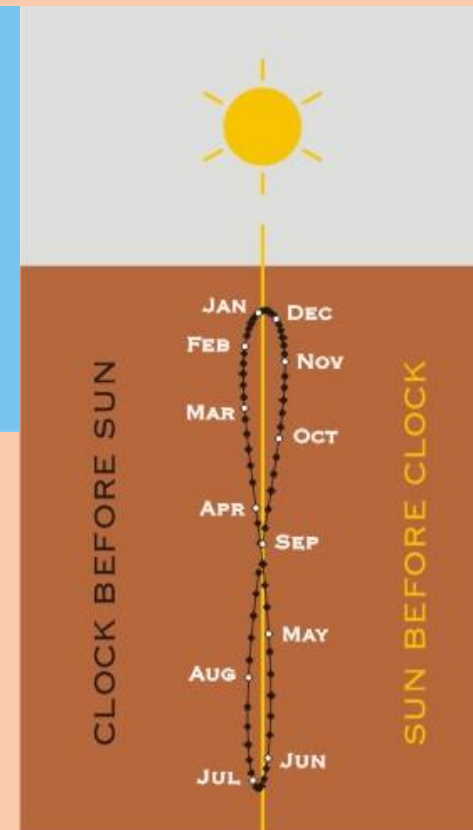 JAN
DEC
FEB
NOV
MAR
OCT
APR
SEP
MAY
AUG
JUN
JUL
CLOCK BEFORE SUN
SUN BEFORE CLOCK